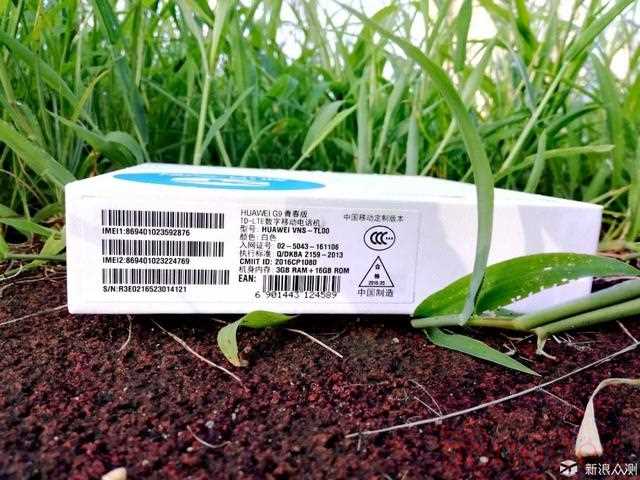 IMEI1:869401023592876
IMEI2:869401023224769
S/N:R3E0216523014121
HUAWEI G9 青春版
TD-LTE数字移动电话机
型号: HUAWEI VNS-TL00
颜色: 白色
入网证号: 02-5043-161106
执行标准: Q/DKBA 2159-2013
CMIIT ID: 2016CP1080
机身内存: 3GB RAM+16GB ROM
EAN:
6 901443 124589
中国移动定制版本
CCC
中国制造
新浪众测